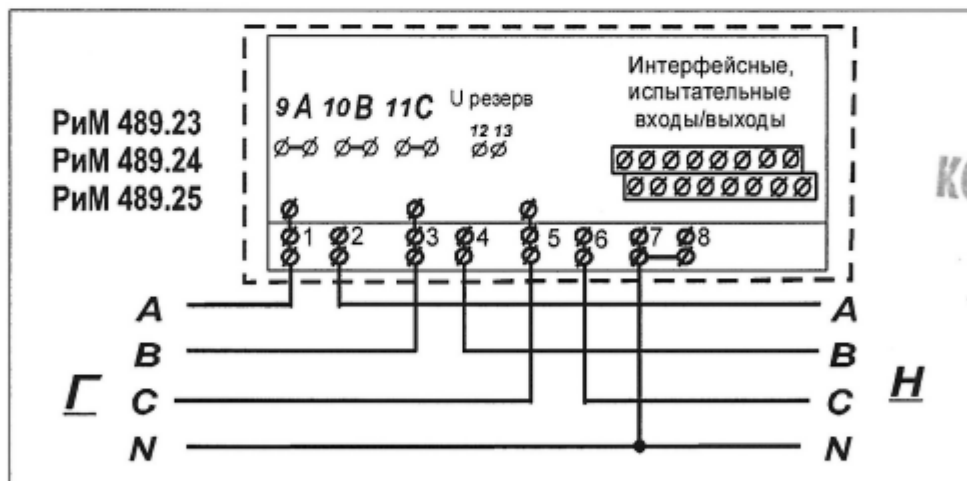 Интерфейсные,
испытательные
входы/выходы
9 A 10 B 11 C U резерв
12 13
РиМ 489.23
РиМ 489.24
РиМ 489.25
1 2 3 4 5 6 7 8
A A
B B
Г C C Н
N N